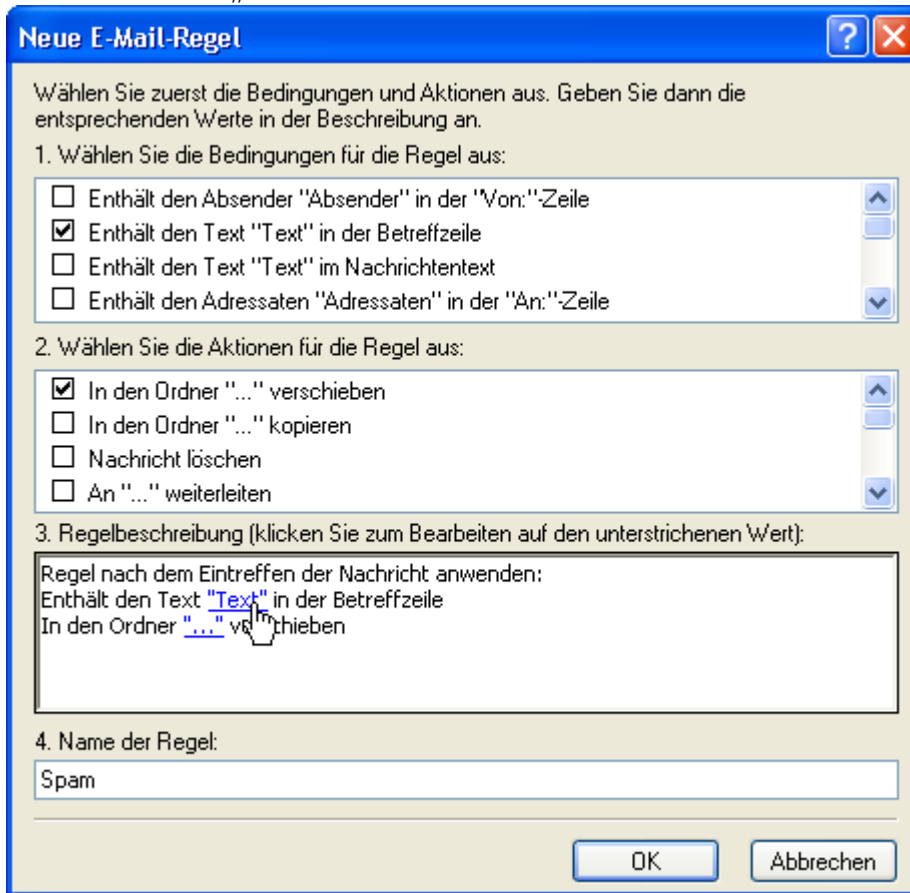 „
Neue E-Mail-Regel
Wählen Sie zuerst die Bedingungen und Aktionen aus. Geben Sie dann die
entsprechenden Werte in der Beschreibung an.
1. Wählen Sie die Bedingungen für die Regel aus:
Enthält den Absender "Absender" in der "Von:"-Zeile
Enthält den Text "Text" in der Betreffzeile
Enthält den Text "Text" im Nachrichtentext
Enthält den Adressaten "Adressaten" in der "An:"-Zeile
2. Wählen Sie die Aktionen für die Regel aus:
In den Ordner "..." verschieben
In den Ordner "..." kopieren
Nachricht löschen
An "..." weiterleiten
3. Regelbeschreibung (klicken Sie zum Bearbeiten auf den unterstrichenen Wert):
Regel nach dem Eintreffen der Nachricht anwenden:
Enthält den Text "Text" in der Betreffzeile
In den Ordner "..." verschieben
4. Name der Regel:
Spam
OK
Abbrechen